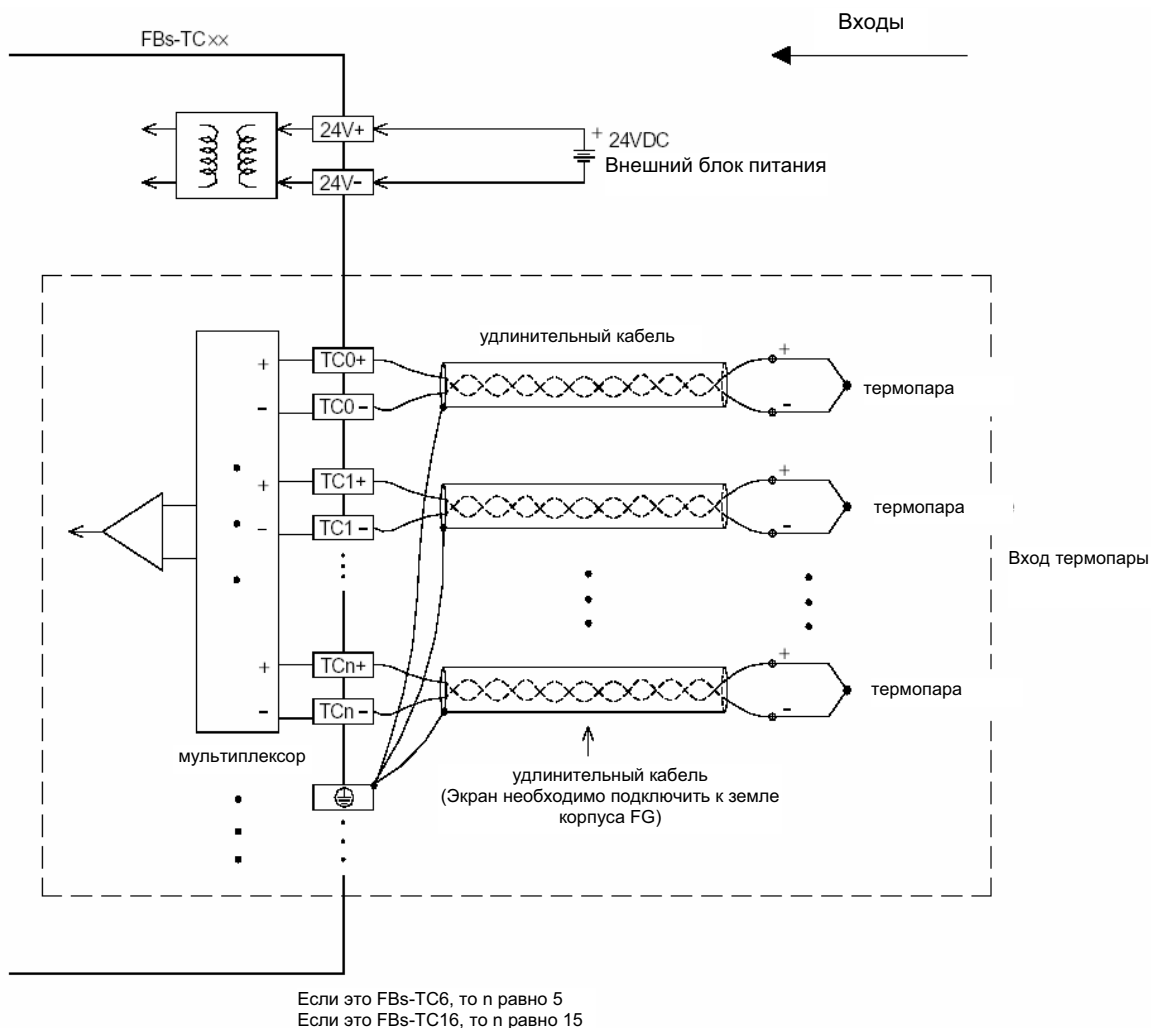 Входы
FBs-TC××
24V+
+ 24VDC
Внешний блок питания
24V-
удлинительный кабель
+ TC0+
+
термопара
- TC0-
-
+ TC1+
+
термопара
- TC1-
-
Вход термопары
+ TCn+
+
термопара
- TCn-
-
мультиплексор
удлинительный кабель
(Экран необходимо подключить к земле
корпуса FG)
Если это FBs-TC6, то n равно 5
Если это FBs-TC16, то n равно 15